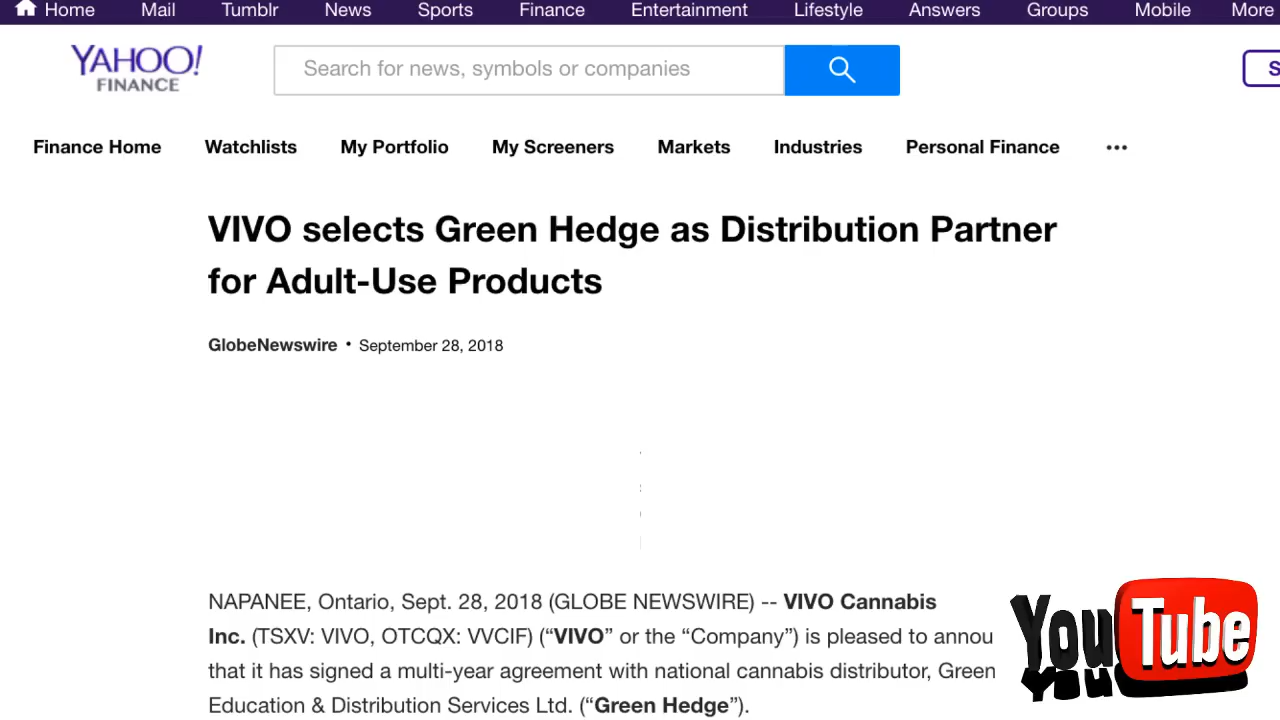 Home Mail Tumblr News Sports Finance Entertainment Lifestyle Answers Groups Mobile More
YAHOO!
FINANCE
Search for news, symbols or companies
S
Finance Home Watchlists My Portfolio My Screeners Markets Industries Personal Finance •••
VIVO selects Green Hedge as Distribution Partner
for Adult-Use Products
GlobeNewswire • September 28, 2018
NAPANEE, Ontario, Sept. 28, 2018 (GLOBE NEWSWIRE) -- VIVO Cannabis
Inc. (TSXV: VIVO, OTCQX: VVCIF) (“VIVO” or the “Company”) is pleased to annou
that it has signed a multi-year agreement with national cannabis distributor, Green
Education & Distribution Services Ltd. (“Green Hedge”).
YouTube
You